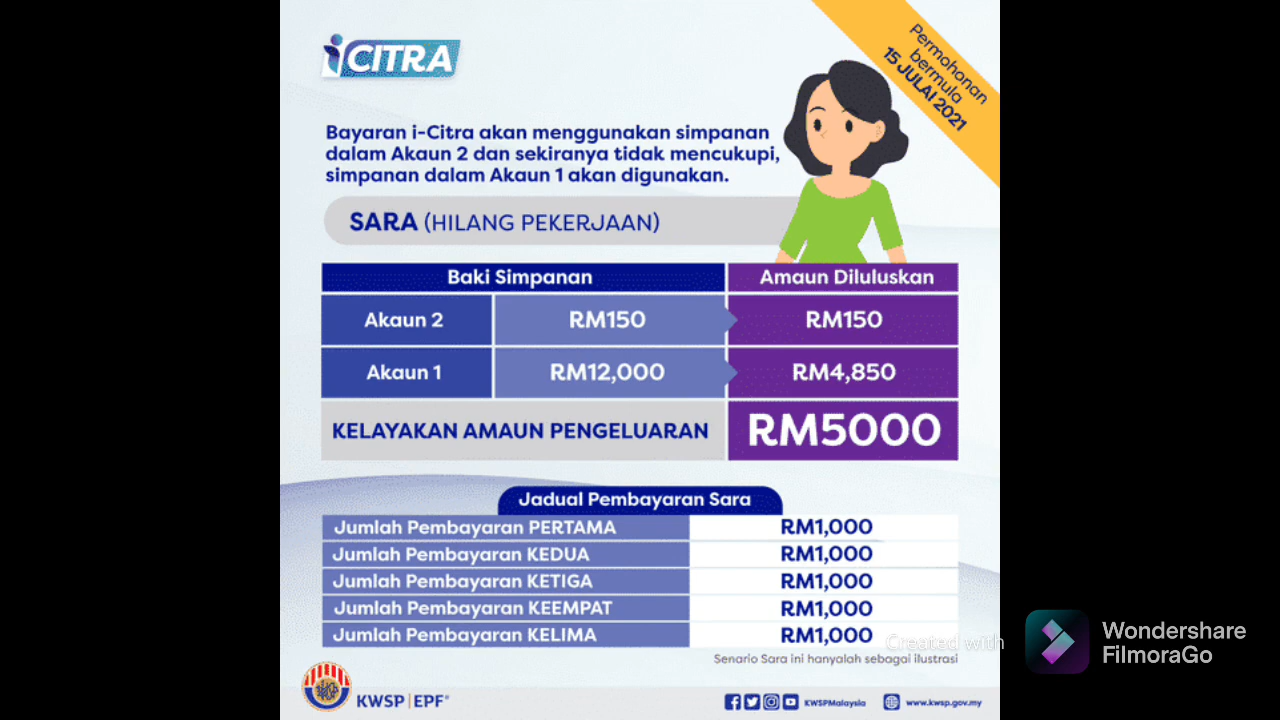 iCITRA
Permohonan
bermula
15 JULAI 2021
Bayaran i-Citra akan menggunakan simpanan
dalam Akaun 2 dan sekiranya tidak mencukupi,
simpanan dalam Akaun 1 akan digunakan.
SARA (HILANG PEKERJAAN)
Baki Simpanan Amaun Diluluskan
Akaun 2 RM150 RM150
Akaun 1 RM12,000 RM4,850
KELAYAKAN AMAUN PENGELUARAN RM5000
Jadual Pembayaran Sara
Jumlah Pembayaran PERTAMA RM1,000
Jumlah Pembayaran KEDUA RM1,000
Jumlah Pembayaran KETIGA RM1,000
Jumlah Pembayaran KEEMPAT RM1,000
Jumlah Pembayaran KELIMA RM1,000
Senario Sara ini hanyalah sebagai ilustrasi
KWSP | EPF
KWSPMalaysia www.kwsp.gov.my
Created with
Wondershare
FilmoraGo